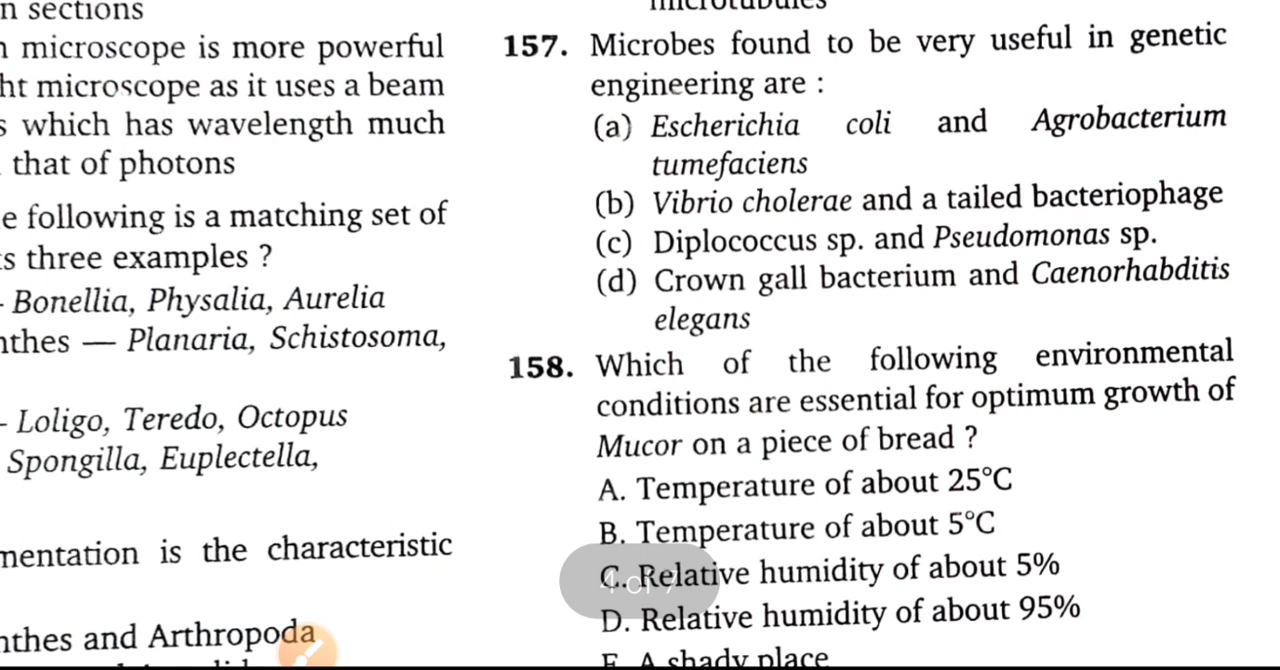 n sections
microscope is more powerful
ht microscope as it uses a beam
s which has wavelength much
that of photons
e following is a matching set of
s three examples ?
- Bonellia, Physalia, Aurelia
nthes — Planaria, Schistosoma,
- Loligo, Teredo, Octopus
Spongilla, Euplectella,
mentation is the characteristic
nthes and Arthropoda
microtubules
157. Microbes found to be very useful in genetic
engineering are :
(a) Escherichia coli and Agrobacterium
tumefaciens
(b) Vibrio cholerae and a tailed bacteriophage
(c) Diplococcus sp. and Pseudomonas sp.
(d) Crown gall bacterium and Caenorhabditis
elegans
158. Which of the following environmental
conditions are essential for optimum growth of
Mucor on a piece of bread ?
A. Temperature of about 25°C
B. Temperature of about 5°C
C. Relative humidity of about 5%
4 of 7
D. Relative humidity of about 95%
E. A shady place